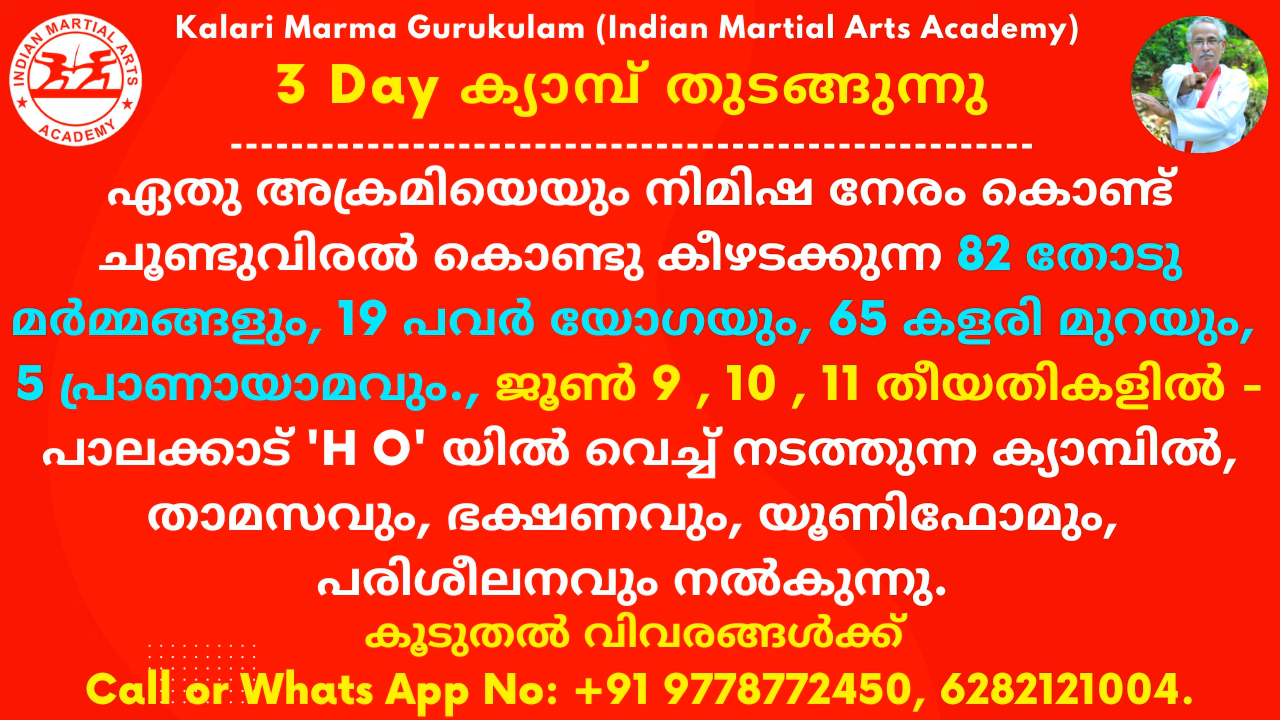 INDIAN MARTIAL ARTS
ACADEMY
Kalari Marma Gurukulam (Indian Martial Arts Academy)
3 Day ക്യാമ്പ് തുടങ്ങുന്നു
ഏതു അക്രമിയെയും നിമിഷ നേരം കൊണ്ട്
ചൂണ്ടുവിരൽ കൊണ്ടു കീഴടക്കുന്ന 82 തോടു
മർമ്മങ്ങളും, 19 പവർ യോഗയും, 65 കളരി മുറയും,
5 പ്രാണായാമവും., ജൂൺ 9 , 10 , 11 തീയതികളിൽ -
പാലക്കാട് 'H O' യിൽ വെച്ച് നടത്തുന്ന ക്യാമ്പിൽ,
താമസവും, ഭക്ഷണവും, യൂണിഫോമും,
പരിശീലനവും നൽകുന്നു.
കൂടുതൽ വിവരങ്ങൾക്ക്
Call or Whats App No: +91 9778772450, 6282121004.